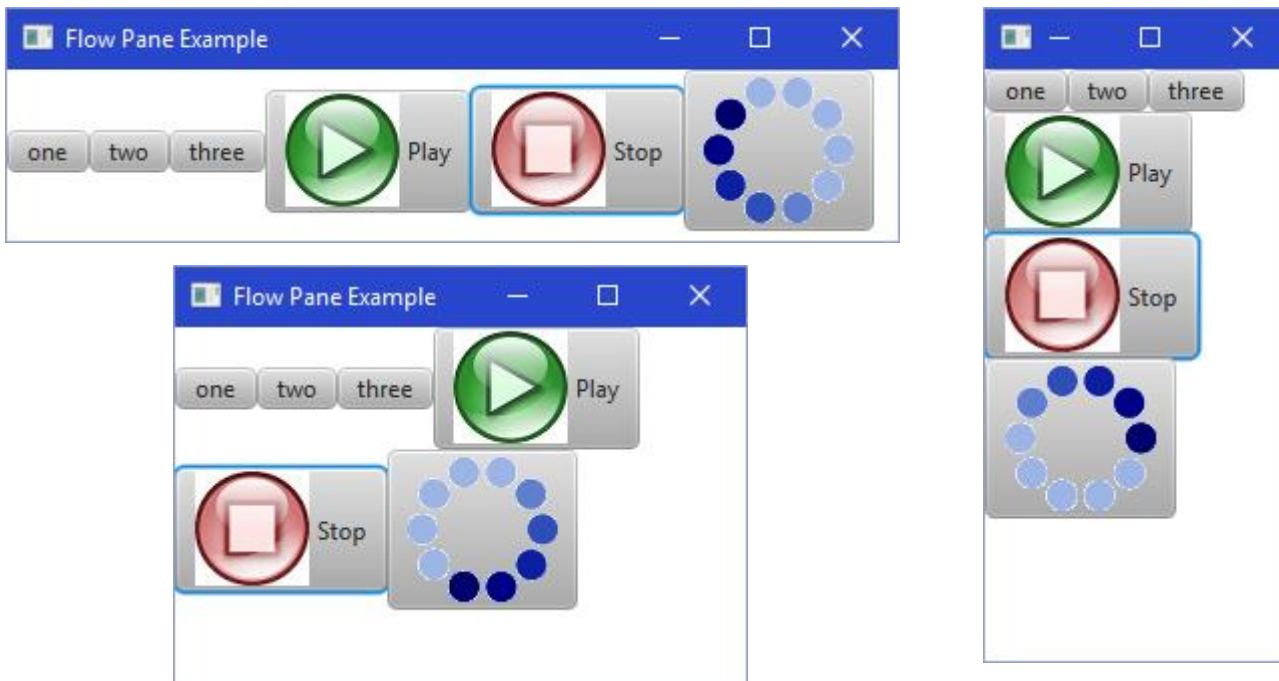 Flow Pane Example
one two three Play Stop
one two three
Play
Stop
Flow Pane Example
one two three Play
Stop